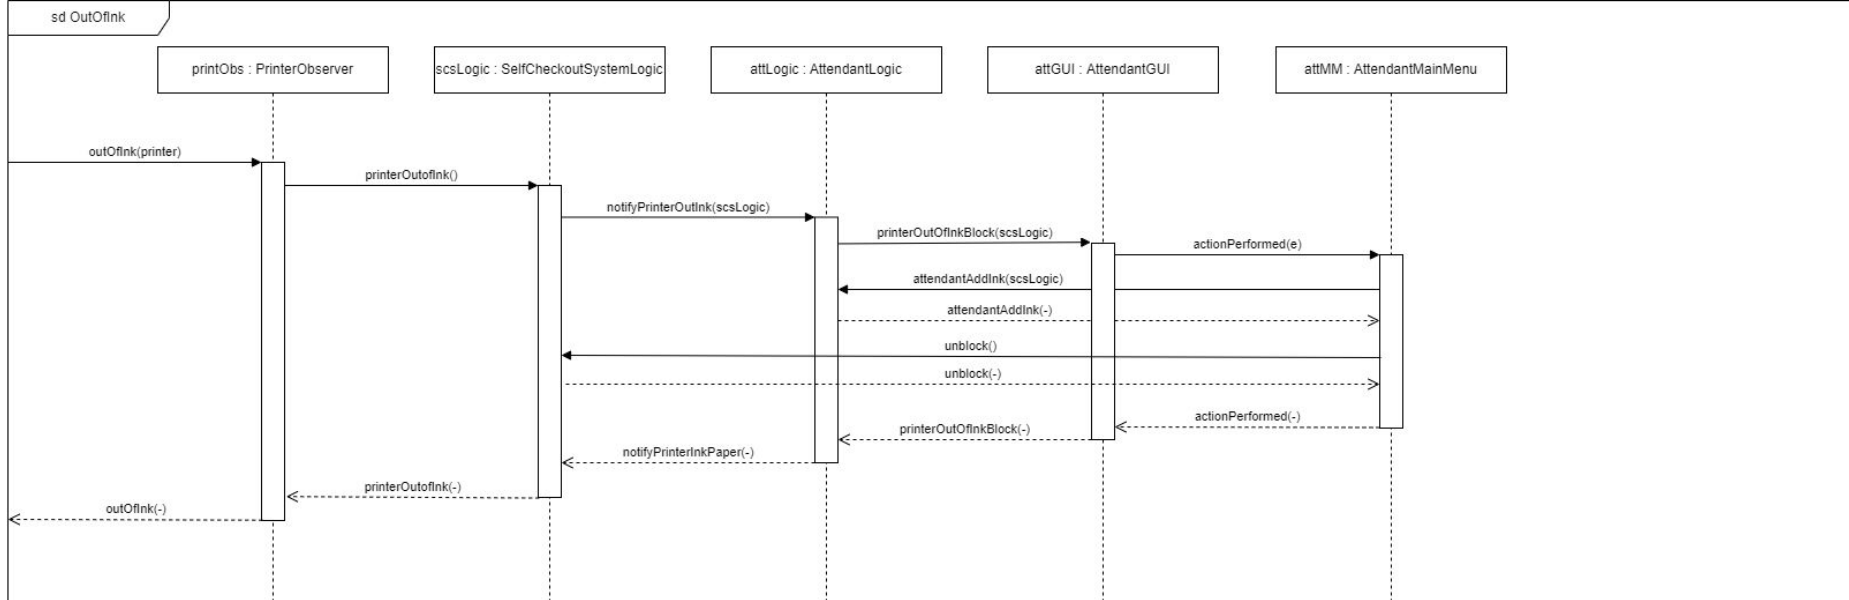 sd OutOfInk
printObs : PrinterObserver
scsLogic : SelfCheckoutSystemLogic
attLogic : AttendantLogic
attGUI : AttendantGUI
attMM : AttendantMainMenu
outOfInk(printer)
printerOutofInk()
notifyPrinterOutInk(scsLogic)
printerOutOfInkBlock(scsLogic)
actionPerformed(e)
attendantAddInk(scsLogic)
attendantAddInk(-)
unblock()
unblock(-)
actionPerformed(-)
printerOutOfInkBlock(-)
notifyPrinterInkPaper(-)
printerOutofInk(-)
outOfInk(-)